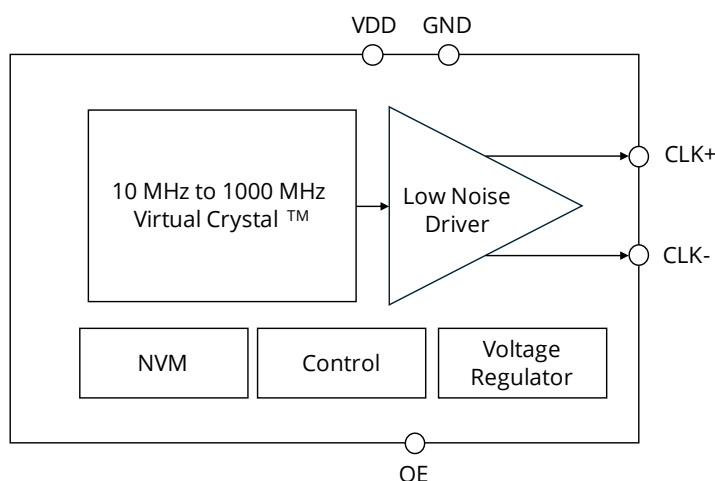 VDD GND
CLK+
10 MHz to 1000 MHz
Virtual Crystal ™
Low Noise
Driver
CLK-
NVM
Control
Voltage
Regulator
OE